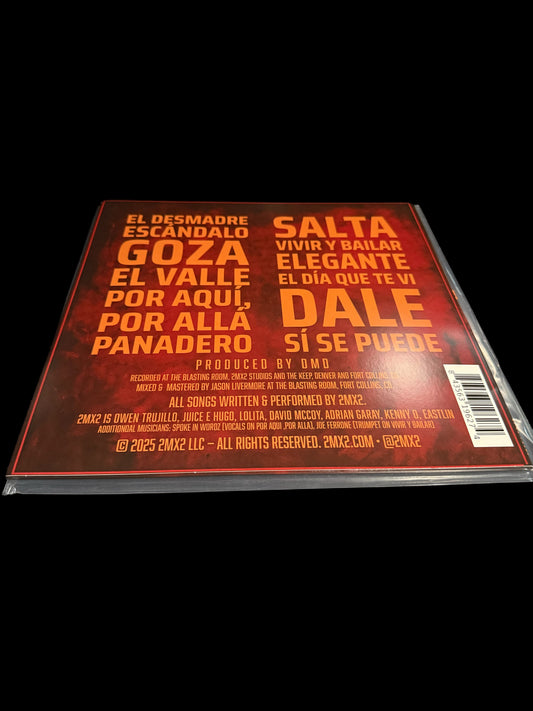 EL DESMADRE
ESCÁNDALO
GOZA
EL VALLE
POR AQUÍ,
POR ALLÁ
PANADERO
SALTA
VIVIR Y BAILAR
ELEGANTE
EL DÍA QUE TE VI
DALE
SÍ SE PUEDE
PRODUCED BY DMD
RECORDED AT THE BLASTING ROOM, 2MX2 STUDIOS AND THE KEEP, DENVER AND FORT COLLINS,
MIXED & MASTERED BY JASON LIVERMORE AT THE BLASTING ROOM, FORT COLLINS, CO.
ALL SONGS WRITTEN & PERFORMED BY 2MX2.
2MX2 IS OWEN TRUJILLO, JUICE E HUGO, LOLITA, DAVID MCCOY, ADRIAN GARAY, KENNY O, EASTLIN
ADDITIONAL MUSICIANS: SPOKE IN WORDZ (VOCALS ON POR AQUI ,POR ALLA), JOE FERRONE (TRUMPET ON VIVIR Y BAILAR)
© 2025 2MX2 LLC – ALL RIGHTS RESERVED. 2MX2.COM • @2MX2